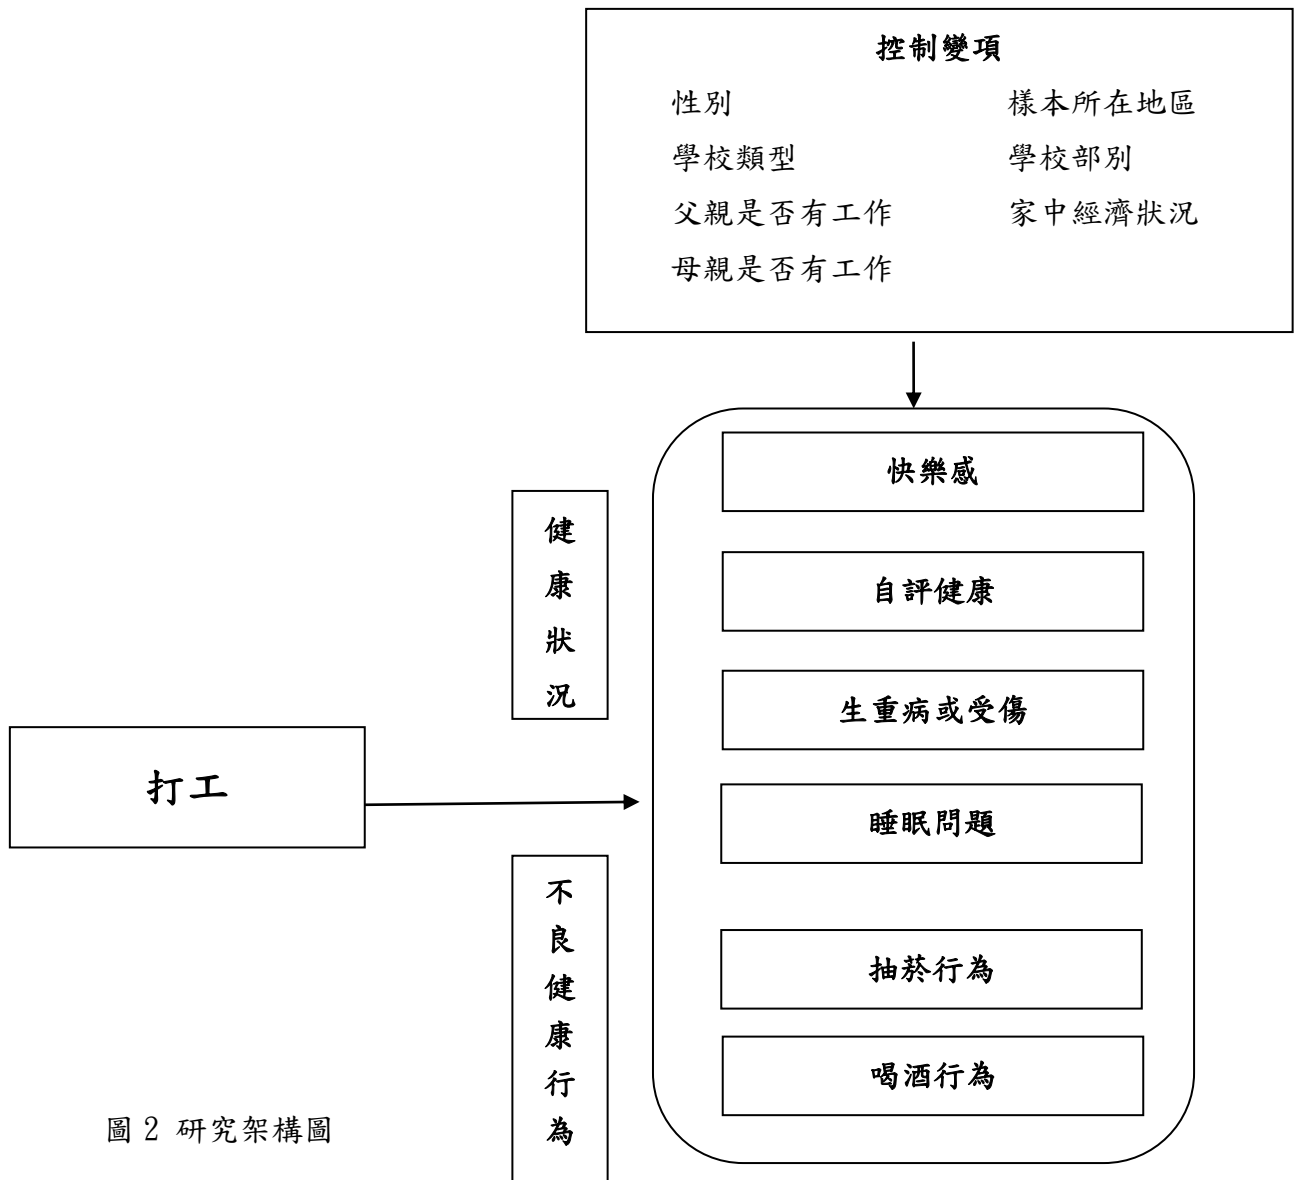 控制變項
性別 樣本所在地區
學校類型 學校部別
父親是否有工作 家中經濟狀況
母親是否有工作
快樂感
健康狀況
自評健康
生重病或受傷
打工
睡眠問題
不良健康行為
抽菸行為
喝酒行為
圖 2 研究架構圖